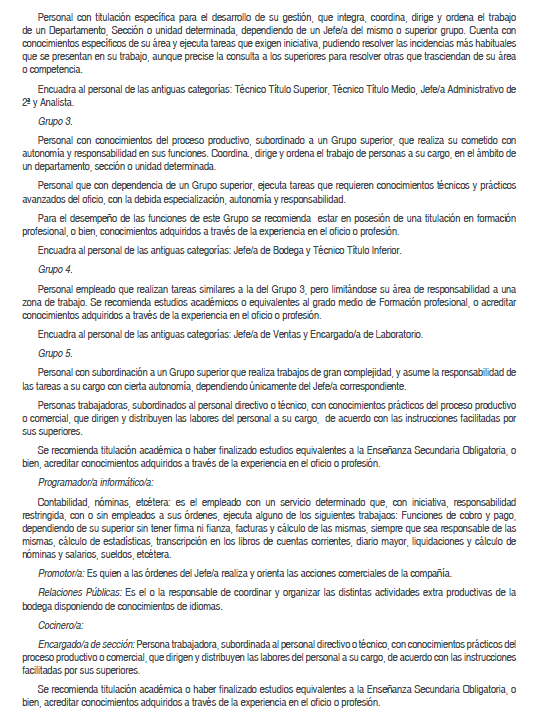 Personal con titulación específica para el desarrollo de su gestión, que integra, coordina, dirige y ordena el trabajo
de un Departamento, Sección o unidad determinada, dependiendo de un Jefe/a del mismo o superior grupo. Cuenta con
conocimientos específicos de su área y ejecuta tareas que exigen iniciativa, pudiendo resolver las incidencias más habituales
que se presentan en su trabajo, aunque precise la consulta a los superiores para resolver otras que trasciendan de su área
o competencia.
Encuadra al personal de las antiguas categorías: Técnico Título Superior, Técnico Título Medio, Jefe/a Administrativo de
2ª y Analista.
Grupo 3.
Personal con conocimientos del proceso productivo, subordinado a un Grupo superior, que realiza su cometido con
autonomía y responsabilidad en sus funciones. Coordina., dirige y ordena el trabajo de personas a su cargo, en el ámbito de
un departamento, sección o unidad determinada.
Personal que con dependencia de un Grupo superior, ejecuta tareas que requieren conocimientos técnicos y prácticos
avanzados del oficio, con la debida especialización, autonomía y responsabilidad.
Para el desempeño de las funciones de este Grupo se recomienda estar en posesión de una titulación en formación
profesional, o bien, conocimientos adquiridos a través de la experiencia en el oficio o profesión.
Encuadra al personal de las antiguas categorías: Jefe/a de Bodega y Técnico Título Inferior.
Grupo 4.
Personal empleado que realizan tareas similares a la del Grupo 3, pero limitándose su área de responsabilidad a una
zona de trabajo. Se recomienda estudios académicos o equivalentes al grado medio de Formación profesional, o acreditar
conocimientos adquiridos a través de la experiencia en el oficio o profesión.
Encuadra al personal de las antiguas categorías: Jefe/a de Ventas y Encargado/a de Laboratorio.
Grupo 5.
Personal con subordinación a un Grupo superior que realiza trabajos de gran complejidad, y asume la responsabilidad de
las tareas a su cargo con cierta autonomía, dependiendo únicamente del Jefe/a correspondiente.
Personas trabajadoras, subordinados al personal directivo o técnico, con conocimientos prácticos del proceso productivo
o comercial, que dirigen y distribuyen las labores del personal a su cargo, de acuerdo con las instrucciones facilitadas por
sus superiores.
Se recomienda titulación académica o haber finalizado estudios equivalentes a la Enseñanza Secundaria Obligatoria, o
bien, acreditar conocimientos adquiridos a través de la experiencia en el oficio o profesión.
Programador/a informático/a:
Contabilidad, nóminas, etcétera: es el empleado con un servicio determinado que, con iniciativa, responsabilidad
restringida, con o sin empleados a sus órdenes, ejecuta alguno de los siguientes trabajaos: Funciones de cobro y pago,
dependiendo de su superior sin tener firma ni fianza, facturas y cálculo de las mismas, siempre que sea responsable de las
mismas, cálculo de estadísticas, transcripción en los libros de cuentas corrientes, diario mayor, liquidaciones y cálculo de
nóminas y salarios, sueldos, etcétera.
Promotor/a: Es quien a las órdenes del Jefe/a realiza y orienta las acciones comerciales de la compañía.
Relaciones Públicas: Es el o la responsable de coordinar y organizar las distintas actividades extra productivas de la
bodega disponiendo de conocimientos de idiomas.
Cocinero/a:
Encargado/a de sección: Persona trabajadora, subordinada al personal directivo o técnico, con conocimientos prácticos del
proceso productivo o comercial, que dirigen y distribuyen las labores del personal a su cargo, de acuerdo con las instrucciones
facilitadas por sus superiores.
Se recomienda titulación académica o haber finalizado estudios equivalentes a la Enseñanza Secundaria Obligatoria, o
bien, acreditar conocimientos adquiridos a través de la experiencia en el oficio o profesión.